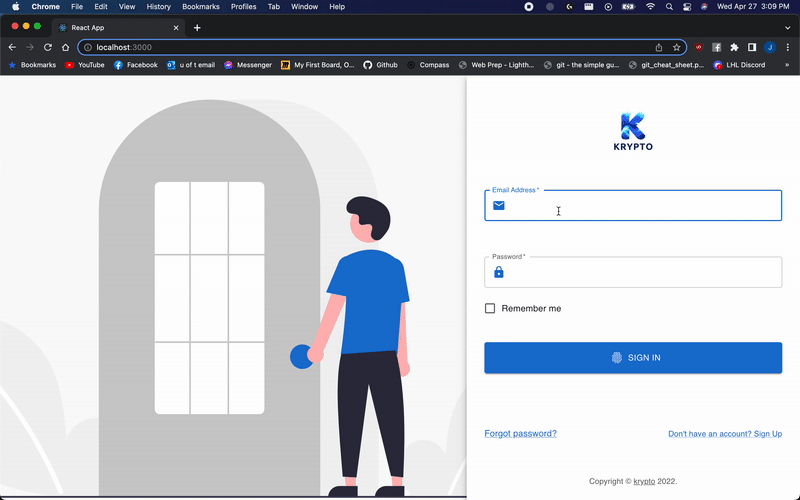 Chrome File Edit View History Bookmarks Profiles Tab Window Help Wed Apr 27 3:09 PM
React App
localhost:3000
Bookmarks YouTube Facebook u of t email Messenger My First Board, O... Github Compass Web Prep - Lighth... git - the simple gu... git_cheat_sheet.p... LHL Discord »
KRYPTO
Email Address *
Password *
Remember me
SIGN IN
Forgot password? Don't have an account? Sign Up
Copyright © krypto 2022.